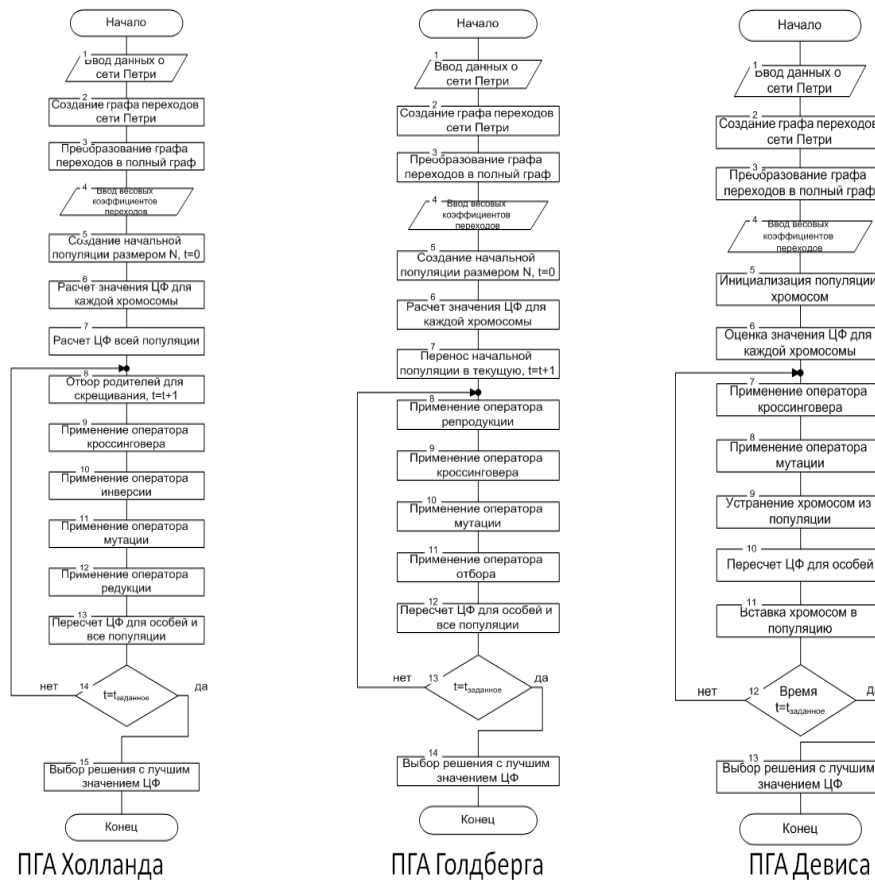 Начало
1
Ввод данных о
сети Петри
2
Создание графа переходов
сети Петри
3
Преобразование графа
переходов в полный граф
4
Ввод весовых
коэффициентов
переходов
5
Создание начальной
популяции размером N, t=0
6
Расчет значения ЦФ для
каждой хромосомы
7
Расчет ЦФ всей популяции
8
Отбор родителей для
скрещивания, t=t+1
9
Применение оператора
кроссинговера
10
Применение оператора
инверсии
11
Применение оператора
мутации
12
Применение оператора
редукции
13
Пересчет ЦФ для особей и
все популяции
нет
14
t=tзаданное
да
15
Выбор решения с лучшим
значением ЦФ
Конец
ПГА Холланда
Начало
1
Ввод данных о
сети Петри
2
Создание графа переходов
сети Петри
3
Преобразование графа
переходов в полный граф
4
Ввод весовых
коэффициентов
переходов
5
Создание начальной
популяции размером N, t=0
6
Расчет значения ЦФ для
каждой хромосомы
7
Перенос начальной
популяции в текущую, t=t+1
8
Применение оператора
репродукции
9
Применение оператора
кроссинговера
10
Применение оператора
мутации
11
Применение оператора
отбора
12
Пересчет ЦФ для особей и
все популяции
нет
13
t=tзаданное
да
14
Выбор решения с лучшим
значением ЦФ
Конец
ПГА Голдберга
Начало
1
Ввод данных о
сети Петри
2
Создание графа переходов
сети Петри
3
Преобразование графа
переходов в полный граф
4
Ввод весовых
коэффициентов
переходов
5
Инициализация популяции
хромосом
6
Оценка значения ЦФ для
каждой хромосомы
7
Применение оператора
кроссинговера
8
Применение оператора
мутации
9
Устранение хромосом из
популяции
10
Пересчет ЦФ для особей
11
Вставка хромосом в
популяцию
нет
12
Время
t=tзаданное
13
Выбор решения с лучшим
значением ЦФ
Конец
ПГА Девиса